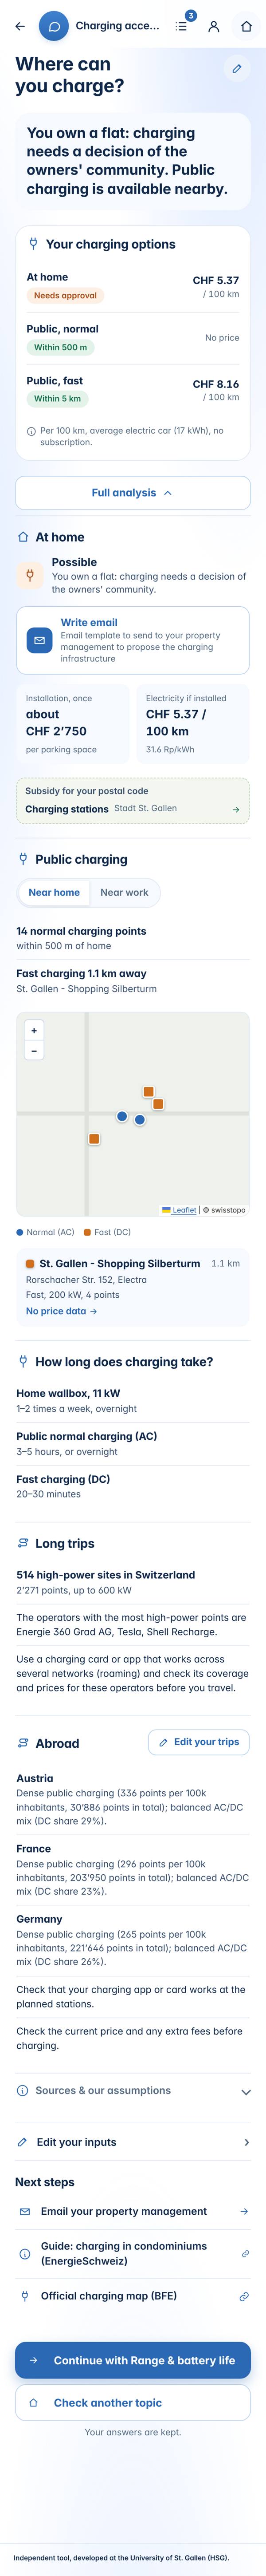 Charging acce...
3
Where can
you charge?
You own a flat: charging
needs a decision of the
owners' community. Public
charging is available nearby.
Your charging options
At home
CHF 5.37
Needs approval
/ 100 km
Public, normal
Within 500 m
No price
Public, fast
CHF 8.16
Within 5 km
/ 100 km
Per 100 km, average electric car (17 kWh), no
subscription.
Full analysis
At home
Possible
You own a flat: charging needs a decision of
the owners' community.
Write email
Email template to send to your property
management to propose the charging
infrastructure
Installation, once
about
CHF 2’750
per parking space
Electricity if installed
CHF 5.37 /
100 km
31.6 Rp/kWh
Subsidy for your postal code
Charging stations Stadt St. Gallen →
Public charging
Near home
Near work
14 normal charging points
within 500 m of home
Fast charging 1.1 km away
St. Gallen - Shopping Silberturm
+
−
Leaflet | © swisstopo
Normal (AC)
Fast (DC)
St. Gallen - Shopping Silberturm 1.1 km
Rorschacher Str. 152, Electra
Fast, 200 kW, 4 points
No price data →
How long does charging take?
Home wallbox, 11 kW
1–2 times a week, overnight
Public normal charging (AC)
3–5 hours, or overnight
Fast charging (DC)
20–30 minutes
Long trips
514 high-power sites in Switzerland
2’271 points, up to 600 kW
The operators with the most high-power points are
Energie 360 Grad AG, Tesla, Shell Recharge.
Use a charging card or app that works across
several networks (roaming) and check its coverage
and prices for these operators before you travel.
Abroad
Edit your trips
Austria
Dense public charging (336 points per 100k
inhabitants, 30’886 points in total); balanced AC/DC
mix (DC share 29%).
France
Dense public charging (296 points per 100k
inhabitants, 203’950 points in total); balanced AC/DC
mix (DC share 23%).
Germany
Dense public charging (265 points per 100k
inhabitants, 221’646 points in total); balanced AC/DC
mix (DC share 26%).
Check that your charging app or card works at the
planned stations.
Check the current price and any extra fees before
charging.
Sources & our assumptions
Edit your inputs
Next steps
Email your property management →
Guide: charging in condominiums
(EnergieSchweiz)
Official charging map (BFE)
→ Continue with Range & battery life
Check another topic
Your answers are kept.
Independent tool, developed at the University of St. Gallen (HSG).